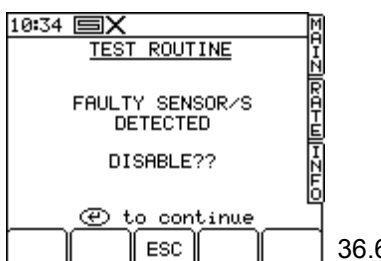 10:34
TEST ROUTINE
FAULTY SENSOR/S
DETECTED
DISABLE??
to continue
ESC
MAIN
RATE
INFO
36.6